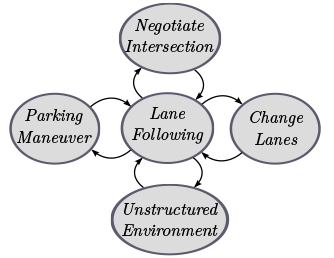 Negotiate
Intersection
Parking
Maneuver
Lane
Following
Change
Lanes
Unstructured
Environment